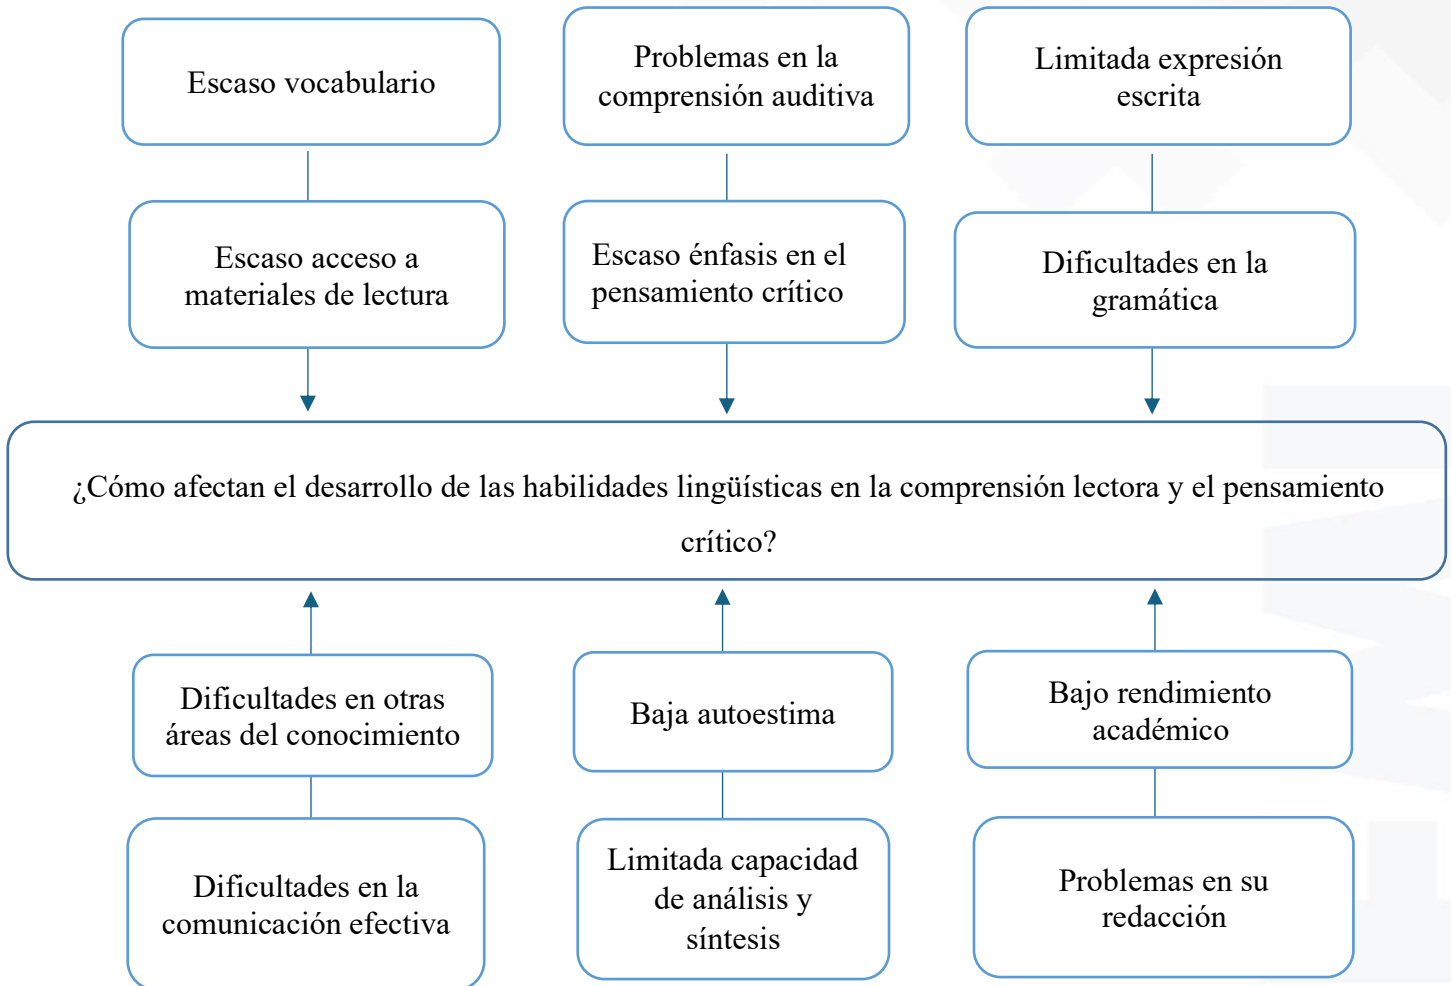 Escaso vocabulario
Problemas en la
comprensión auditiva
Limitada expresión
escrita
Escaso acceso a
materiales de lectura
Escaso énfasis en el
pensamiento crítico
Dificultades en la
gramática
¿Cómo afectan el desarrollo de las habilidades lingüísticas en la comprensión lectora y el pensamiento
crítico?
Dificultades en otras
áreas del conocimiento
Baja autoestima
Bajo rendimiento
académico
Dificultades en la
comunicación efectiva
Limitada capacidad
de análisis y
síntesis
Problemas en su
redacción